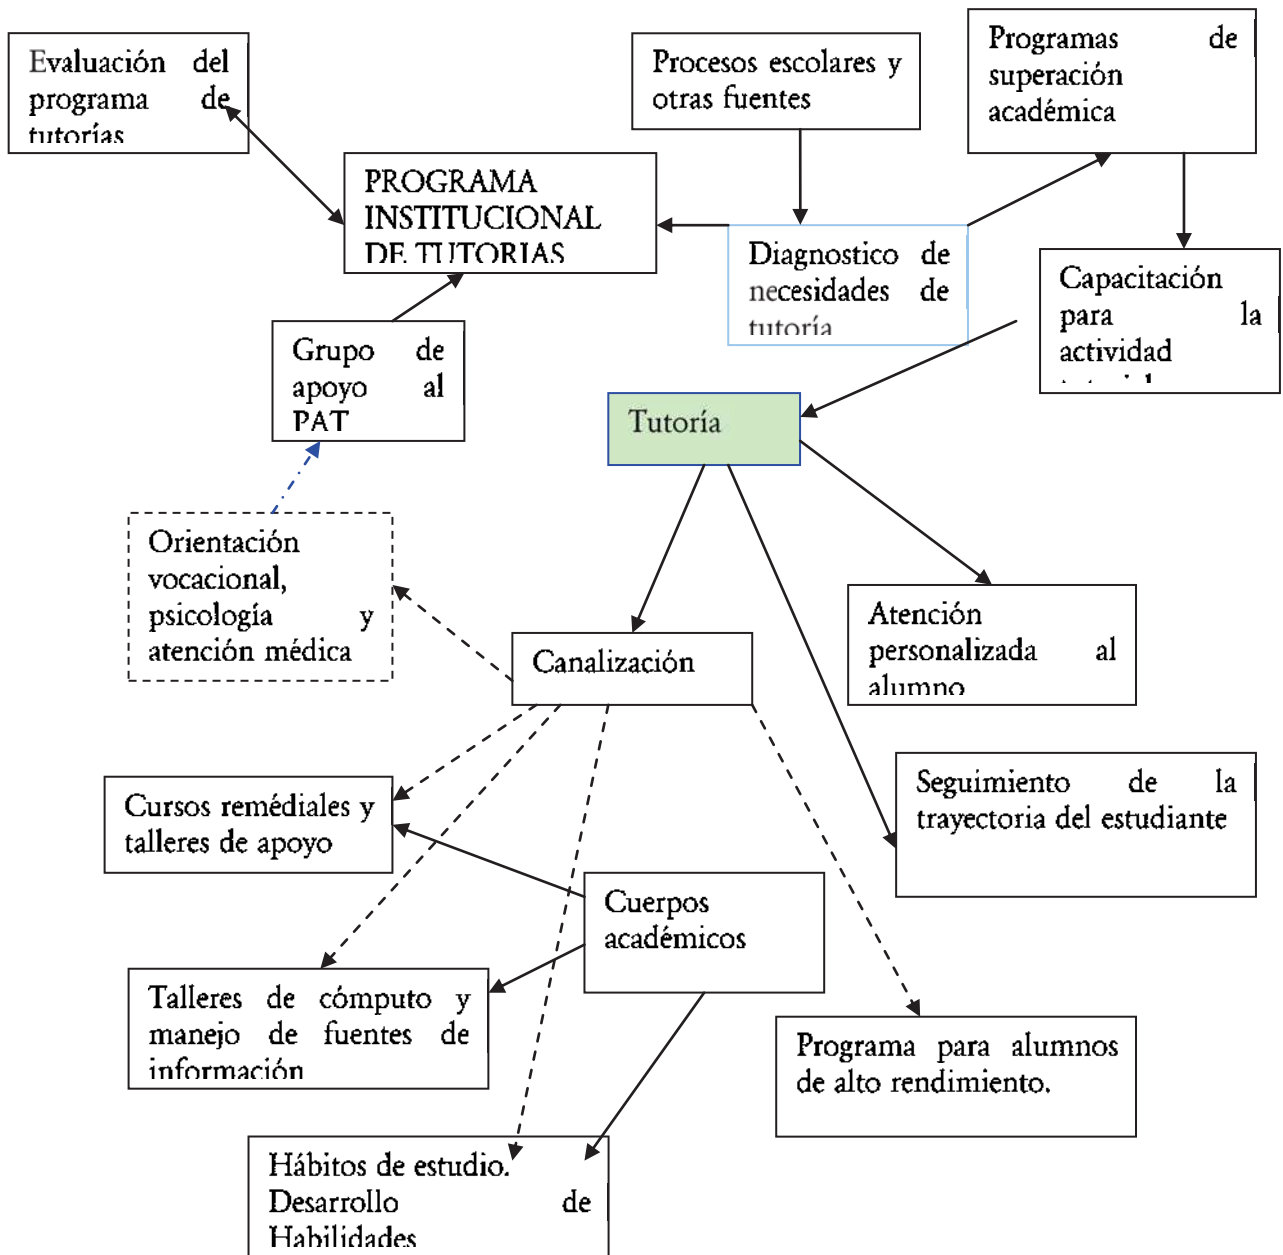 Evaluación del
programa de
tutorías
Procesos escolares y
otras fuentes
Programas de
superación
académica
PROGRAMA
INSTITUCIONAL
DE TUTORIAS
Diagnostico de
necesidades de
tutoría
Capacitación
para la
actividad
Grupo de
apoyo al
PAT
Tutoría
Orientación
vocacional,
psicología y
atención médica
Canalización
Atención
personalizada al
alumno
Cursos remédiales y
talleres de apoyo
Seguimiento de la
trayectoria del estudiante
Cuerpos
académicos
Talleres de cómputo y
manejo de fuentes de
información
Programa para alumnos
de alto rendimiento.
Hábitos de estudio.
Desarrollo de
Habilidades